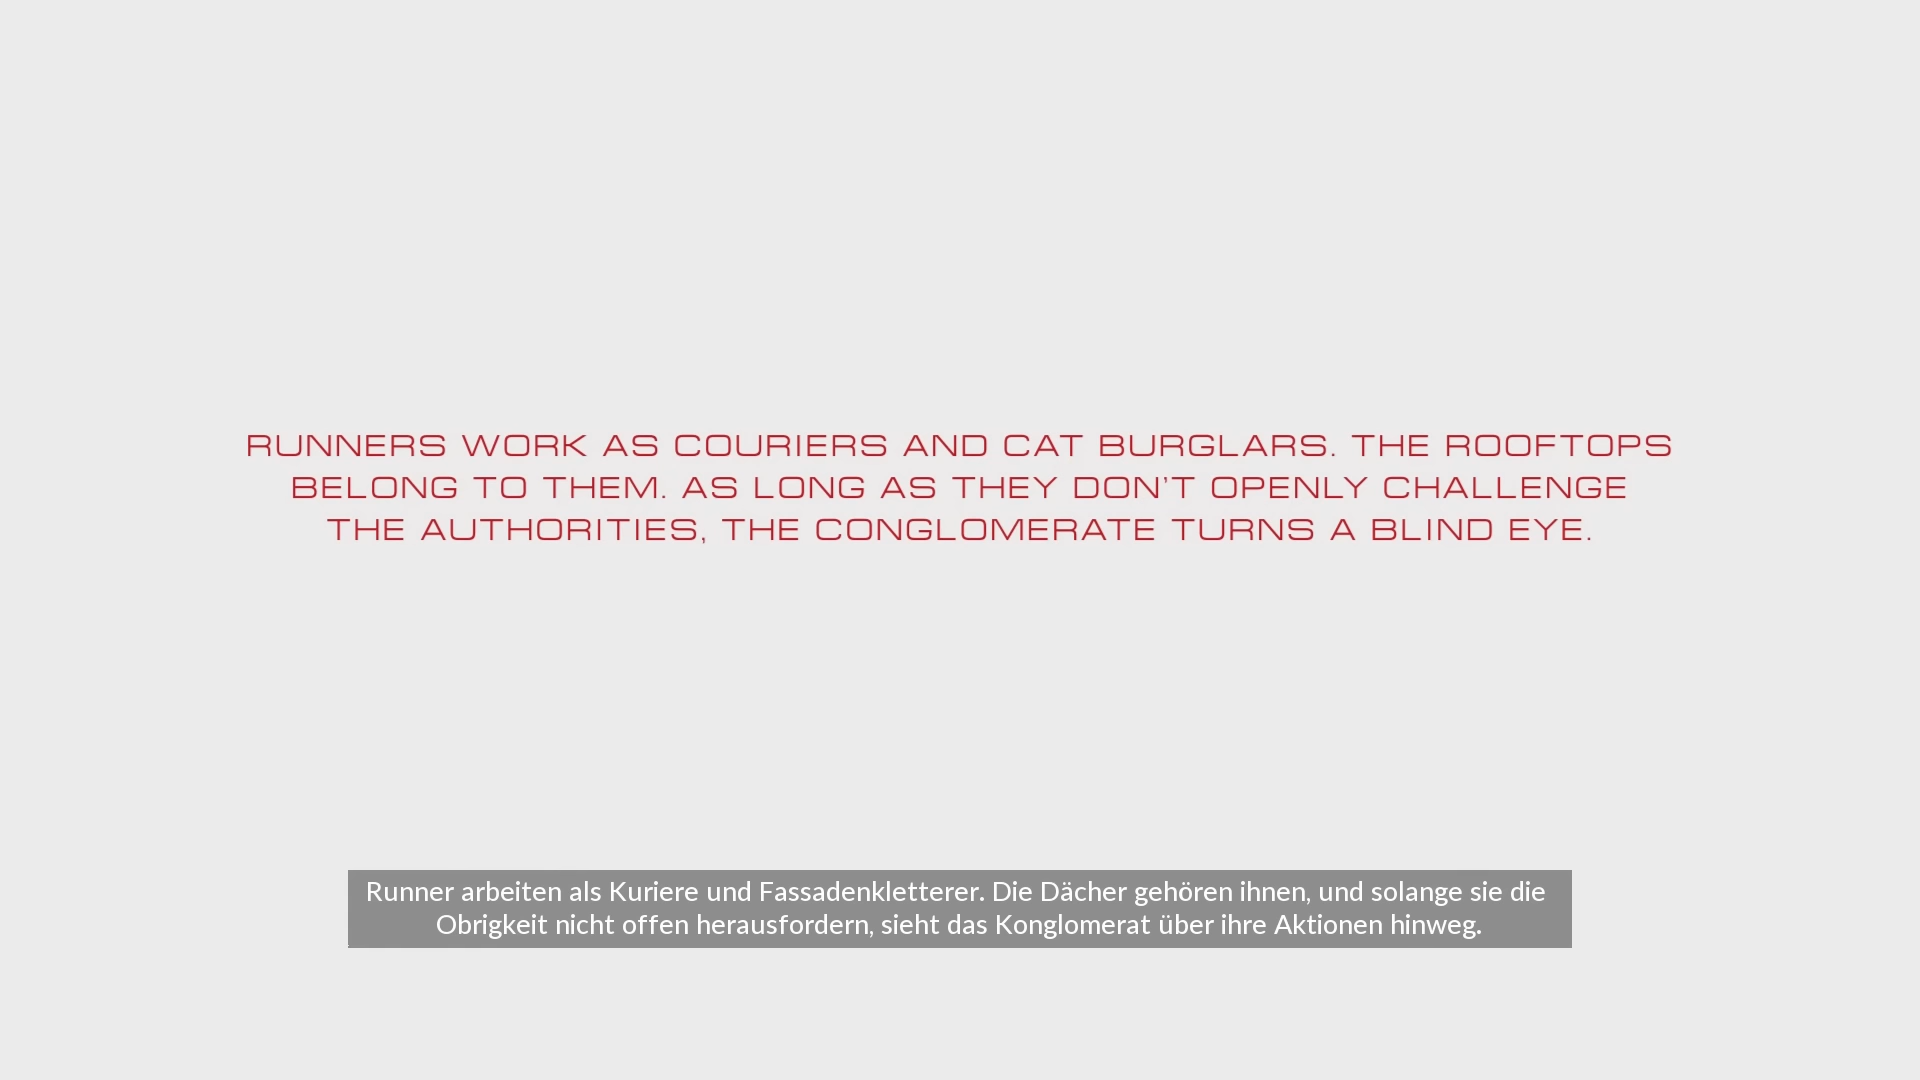 RUNNERS WORK AS COURIERS AND CAT BURGLARS. THE ROOFTOPS
BELONG TO THEM. AS LONG AS THEY DON'T OPENLY CHALLENGE
THE AUTHORITIES, THE CONGLOMERATE TURNS A BLIND EYE.
Runner arbeiten als Kuriere und Fassadenkletterer. Die Dächer gehören ihnen, und solange sie die
Obrigkeit nicht offen herausfordern, sieht das Konglomerat über ihre Aktionen hinweg.